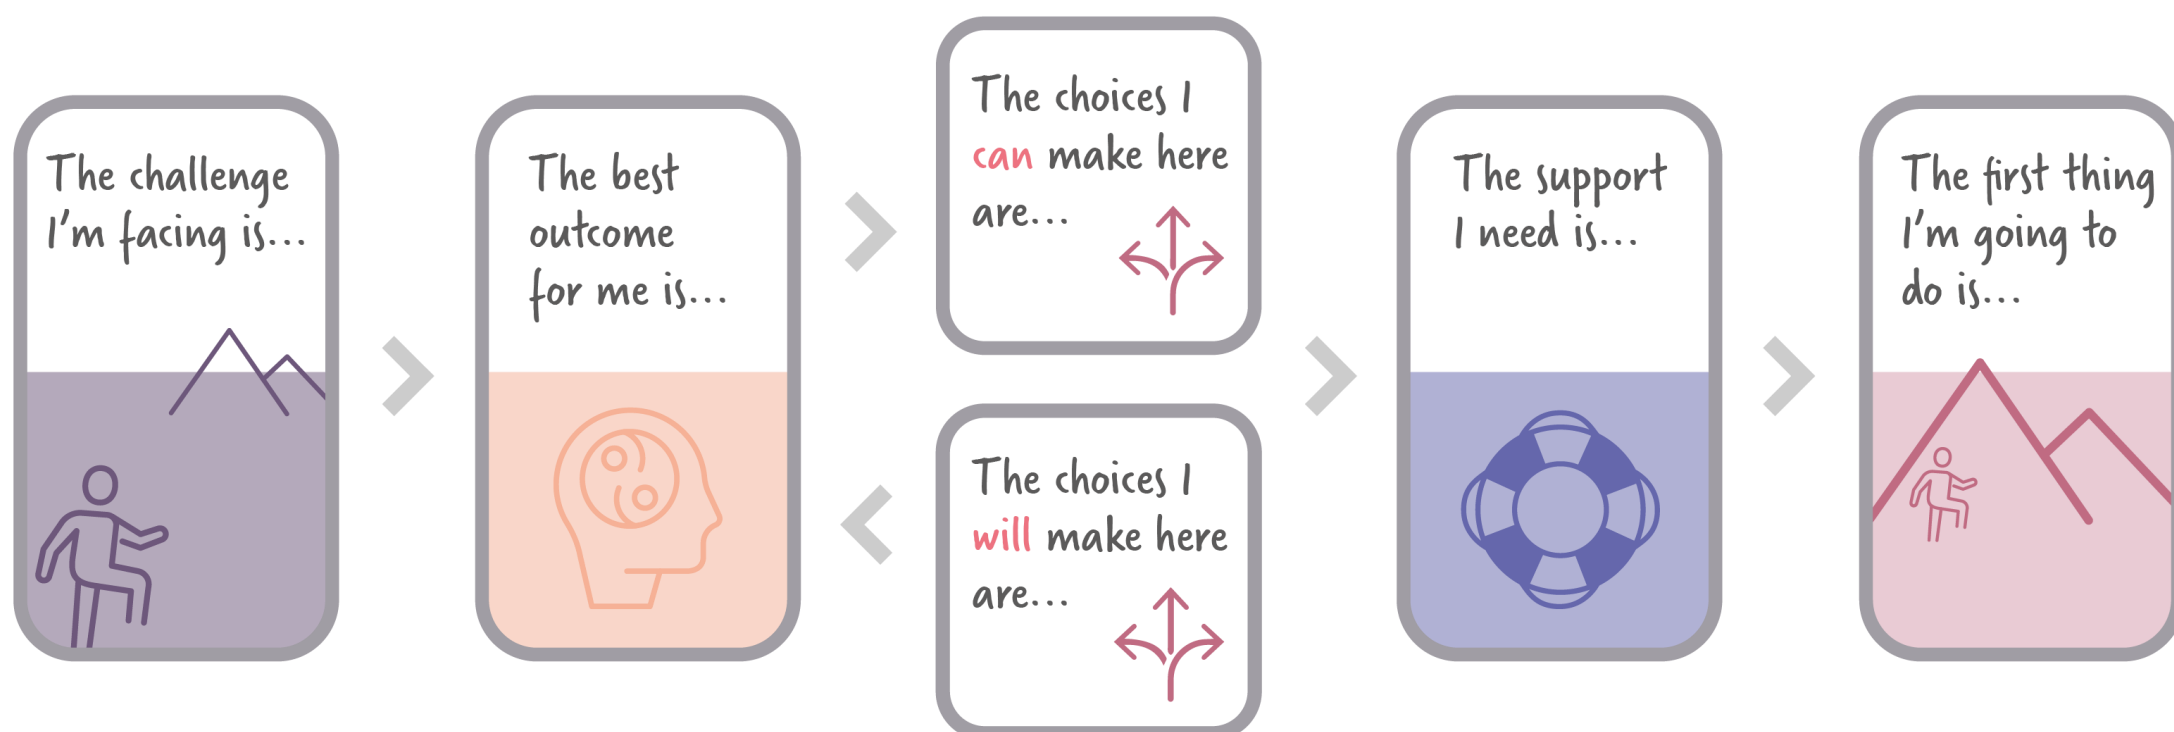 The challenge
I'm facing is...
The best
outcome
for me is...
The choices I
can make here
are...
The choices I
will make here
are...
The support
I need is...
The first thing
I'm going to
do is...